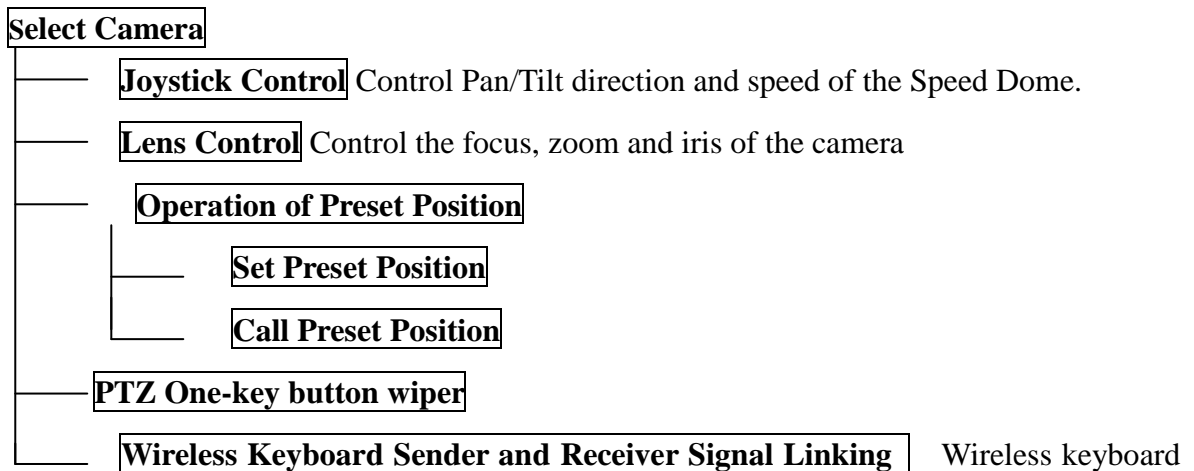 Select Camera
Joystick Control Control Pan/Tilt direction and speed of the Speed Dome.
Lens Control Control the focus, zoom and iris of the camera
Operation of Preset Position
Set Preset Position
Call Preset Position
PTZ One-key button wiper
Wireless Keyboard Sender and Receiver Signal Linking Wireless keyboard